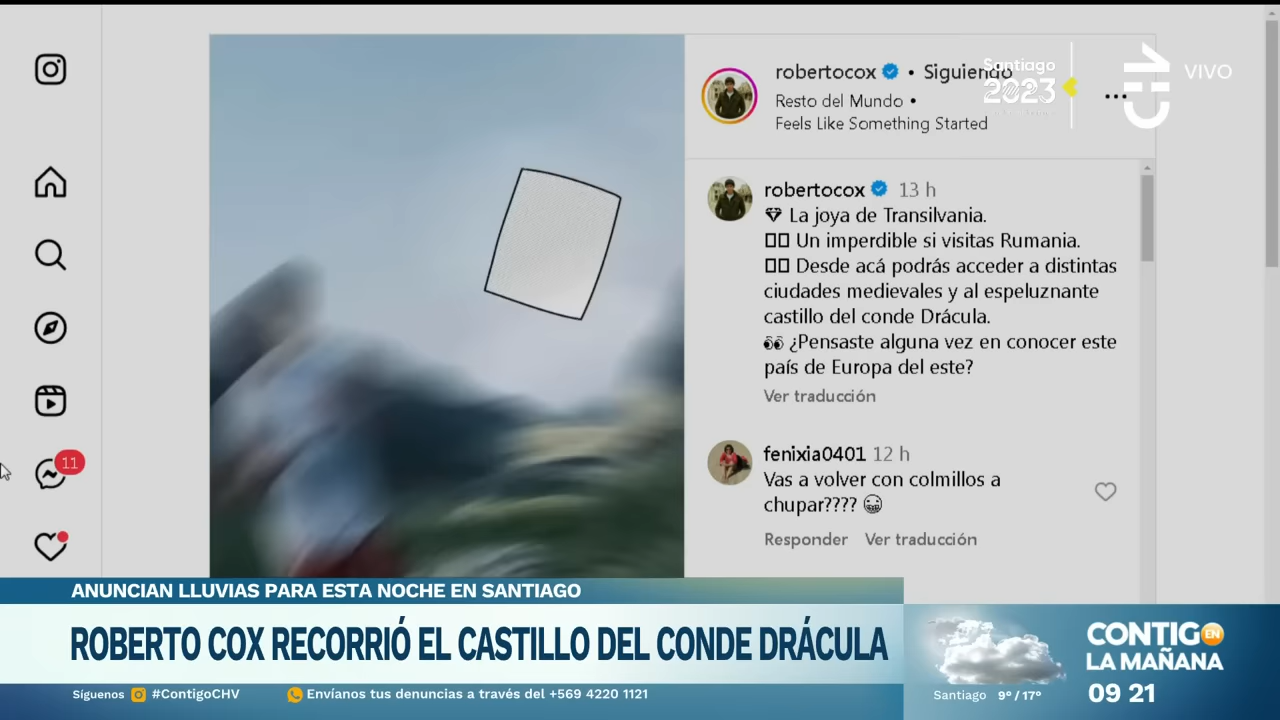 robertocox • Siguiendo
Resto del Mundo •
Feels Like Something Started
Santiago
2023
VIVO
robertocox 13 h
La joya de Transilvania.
Un imperdible si visitas Rumania.
Desde acá podrás acceder a distintas
ciudades medievales y al espeluznante
castillo del conde Drácula.
¿Pensaste alguna vez en conocer este
país de Europa del este?
Ver traducción
fenixia0401 12 h
Vas a volver con colmillos a
chupar????
Responder Ver traducción
11
ANUNCIAN LLUVIAS PARA ESTA NOCHE EN SANTIAGO
ROBERTO COX RECORRIÓ EL CASTILLO DEL CONDE DRÁCULA
Síguenos #ContigoCHV Envíanos tus denuncias a través del +569 4220 1121
Santiago 9° / 17°
CONTIGO EN
LA MAÑANA
09 21